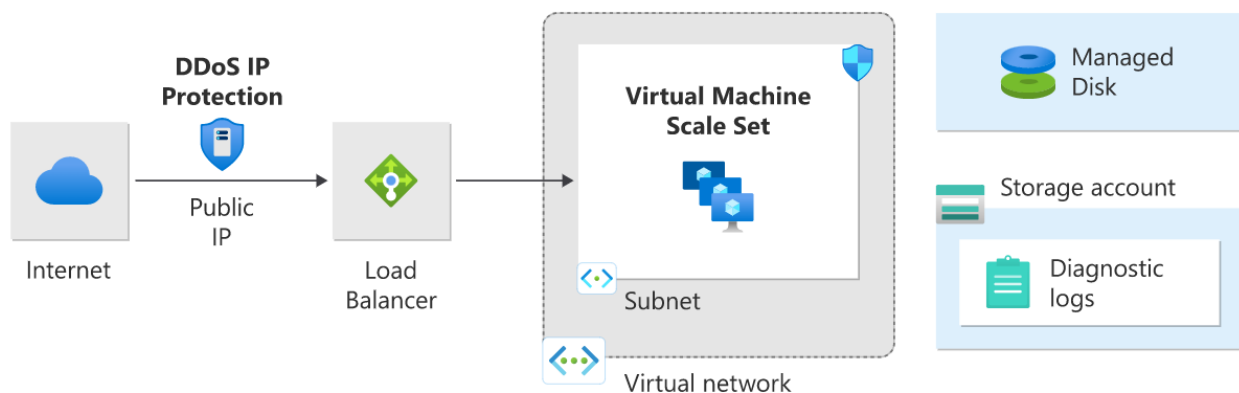 DDoS IP
Protection
Public
IP
Internet
Load
Balancer
Virtual Machine
Scale Set
Subnet
Virtual network
Managed
Disk
Storage account
Diagnostic
logs